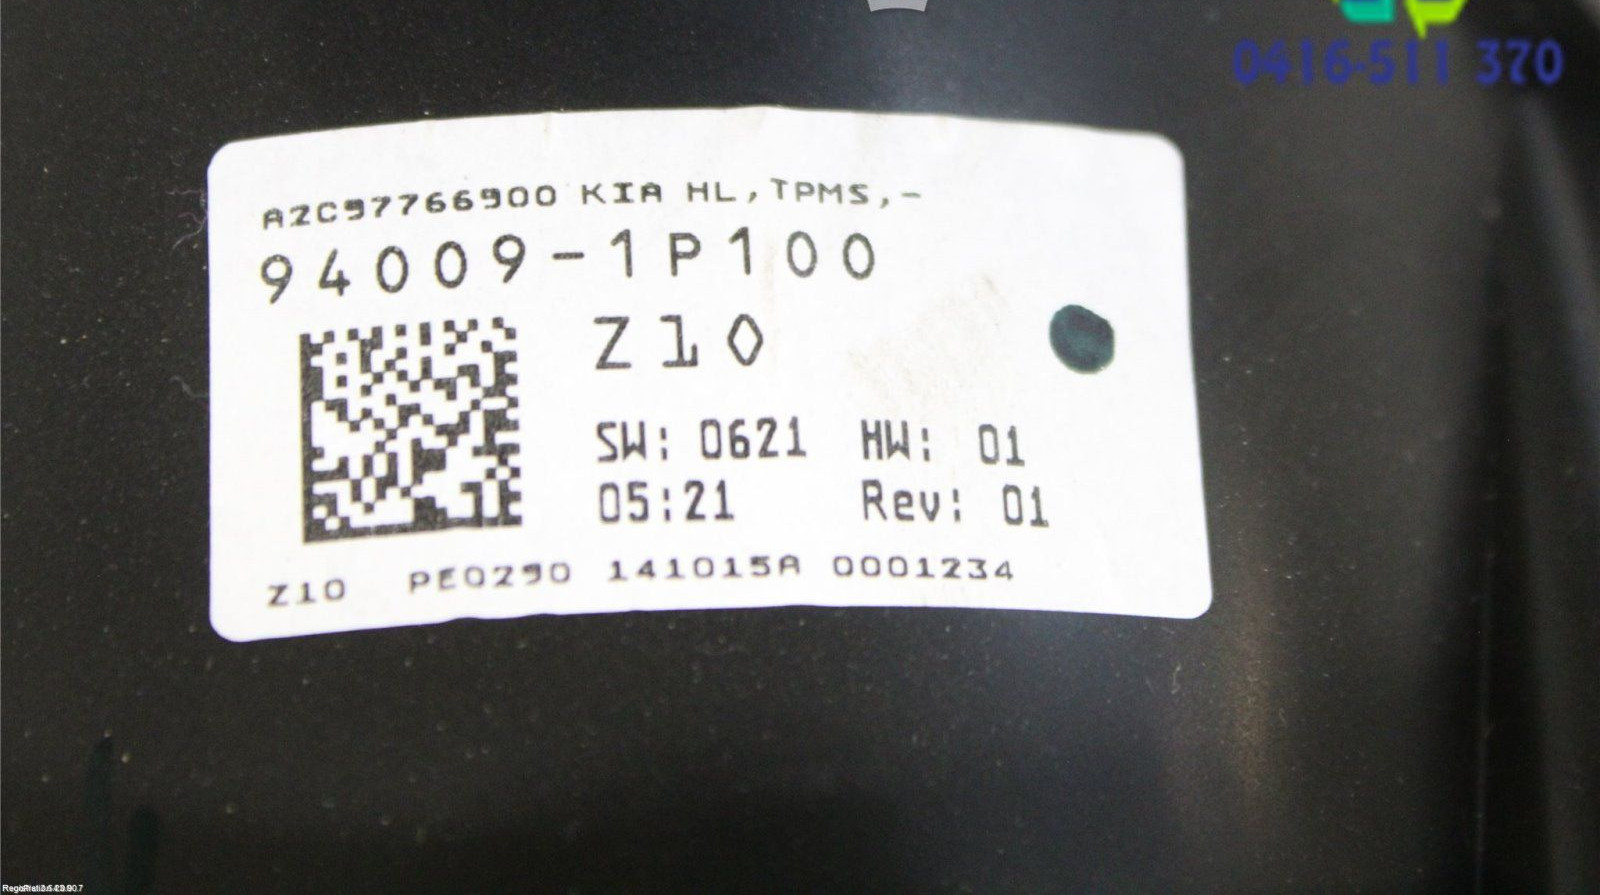 0416-511 370
A2C97766900 KIA HL,TPMS,-
94009-1P100
Z10
SW: 0621 HW: 01
05:21 Rev: 01
Z10 PE0290 141015A 0001234